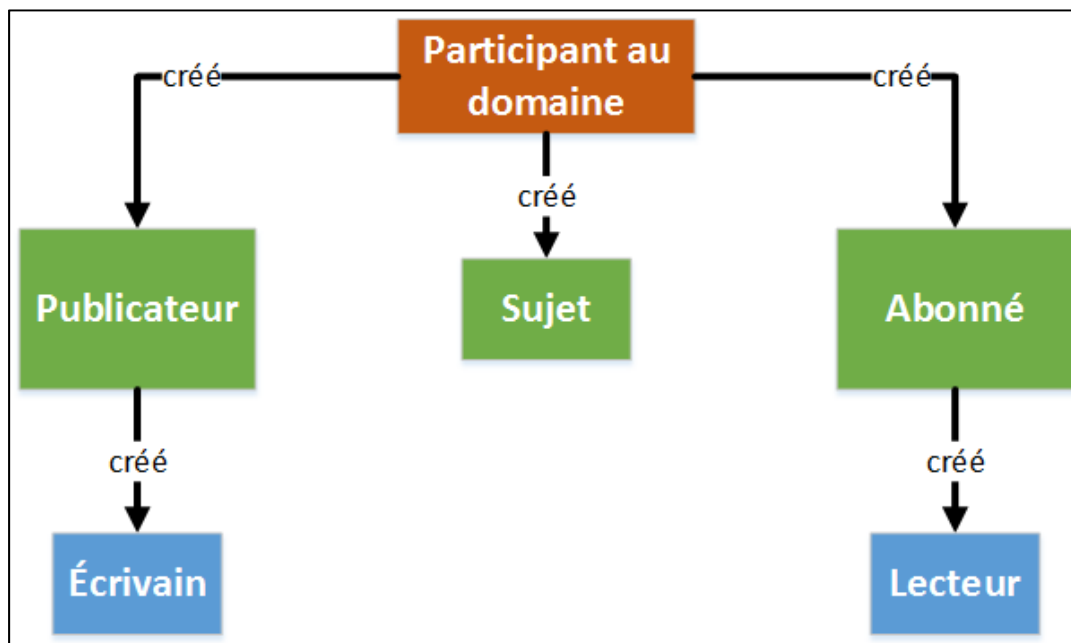 Participant au
domaine
créé
créé
créé
Publicateur
Sujet
Abonné
créé
créé
Écrivain
Lecteur